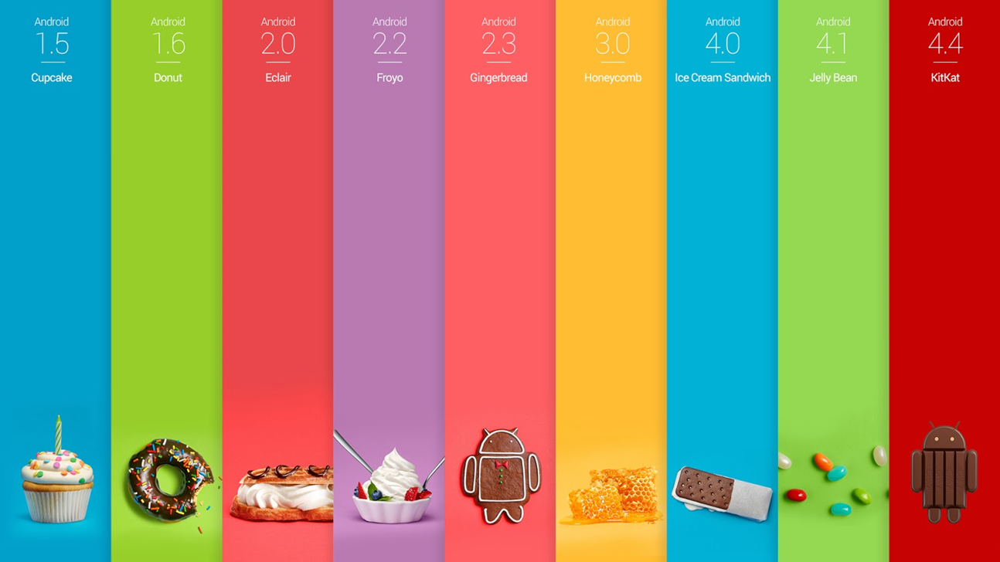 Android
1.5
Cupcake
Android
1.6
Donut
Android
2.0
Eclair
Android
2.2
Froyo
Android
2.3
Gingerbread
Android
3.0
Honeycomb
Android
4.0
Ice Cream Sandwich
Android
4.1
Jelly Bean
Android
4.4
KitKat